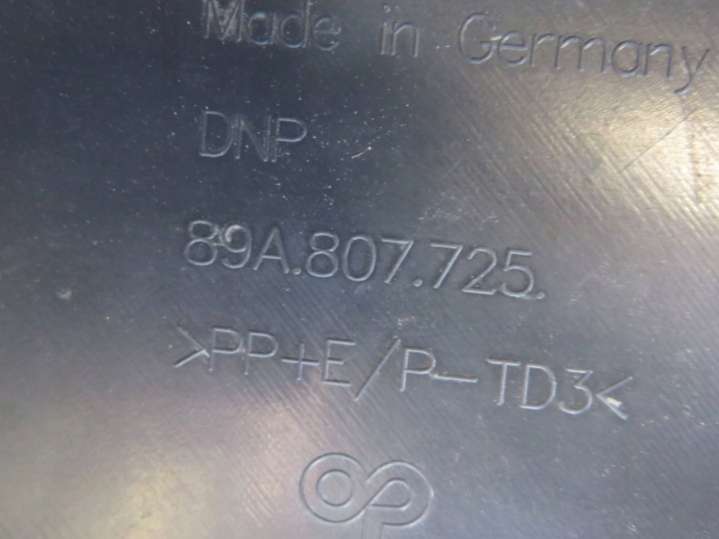 Made in Germany
DNP
89A.807.725.
>PP+E/P-TD3<